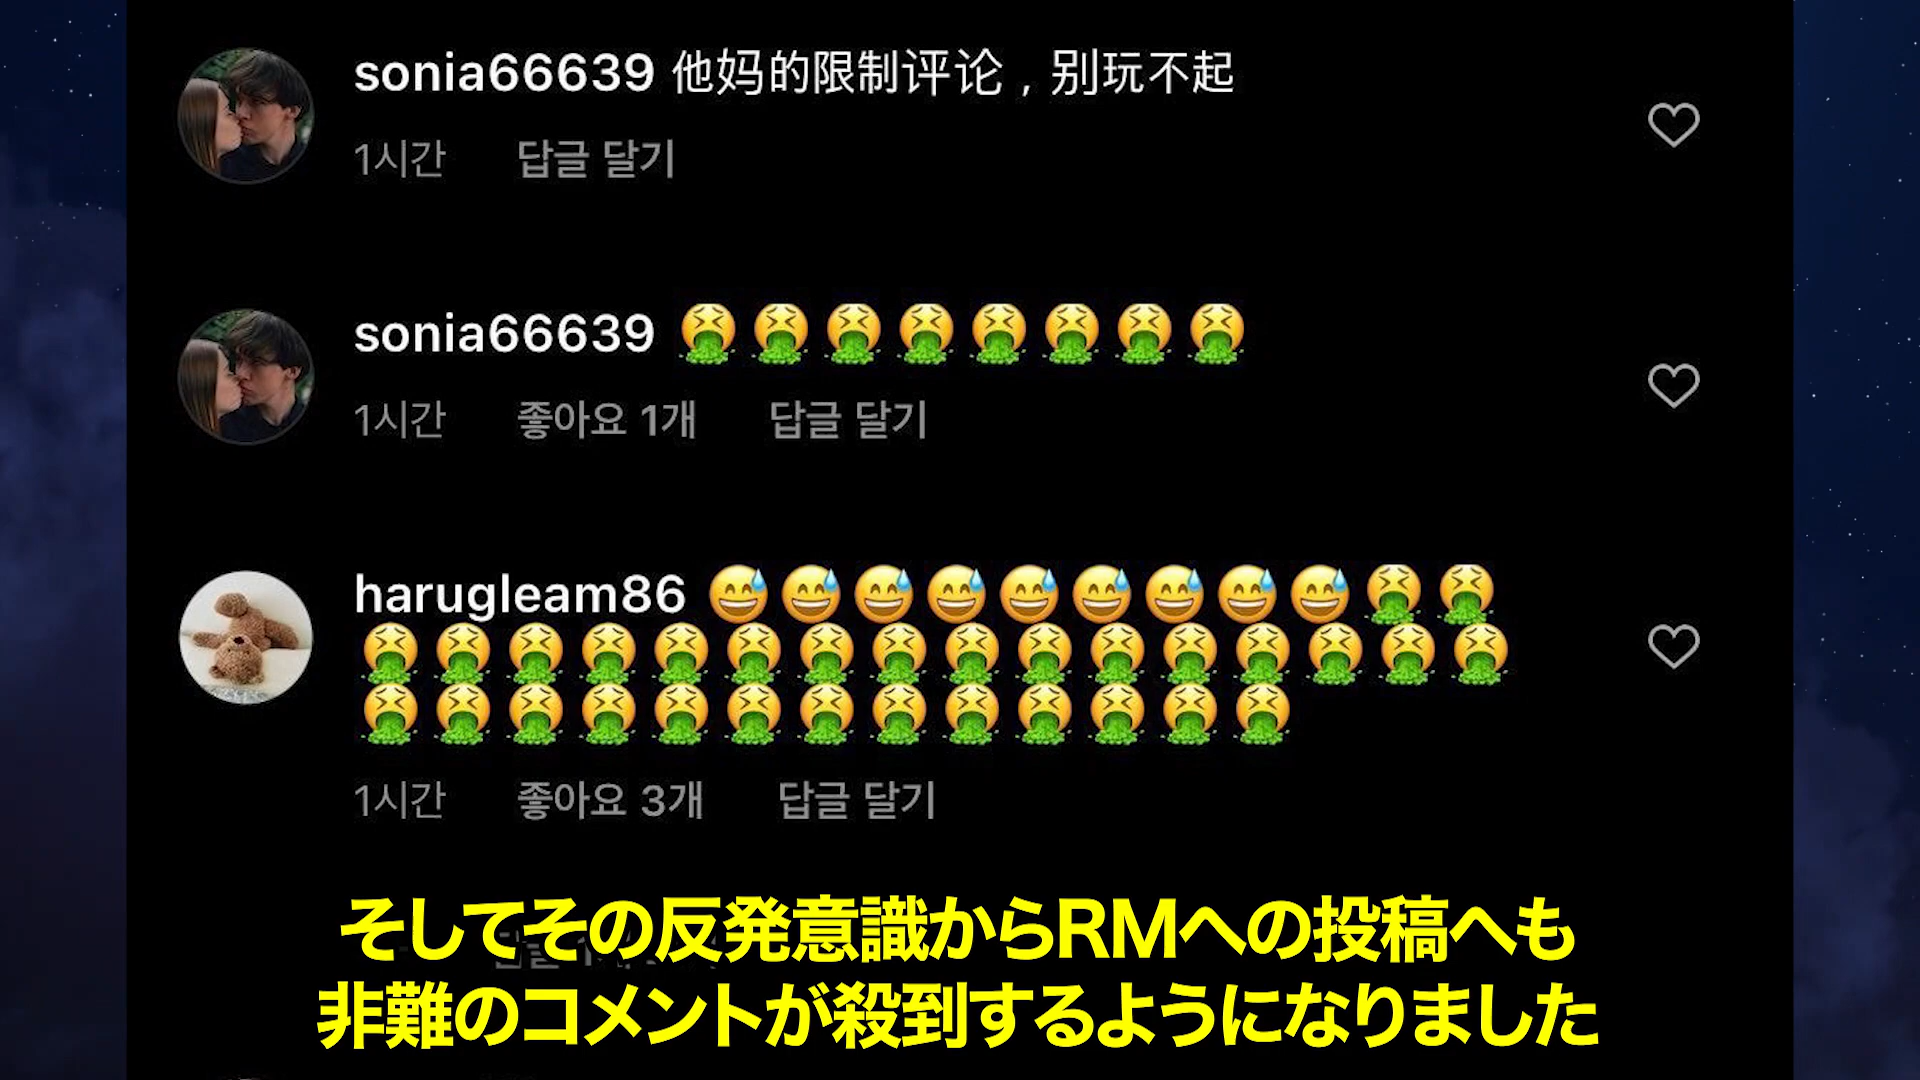 sonia66639 他妈的限制评论，别玩不起
1시간 답글 달기
sonia66639 🤮🤮🤮🤮🤮🤮🤮🤮
1시간 좋아요 1개 답글 달기
harugleam86 😅😅😅😅😅😅😅😅😅🤮🤮
🤮🤮🤮🤮🤮🤮🤮🤮🤮🤮🤮🤮🤮🤮🤮🤮
🤮🤮🤮🤮🤮🤮🤮🤮🤮🤮🤮🤮🤮
1시간 좋아요 3개 답글 달기
そしてその反発意識からRMへの投稿へも
非難のコメントが殺到するようになりました